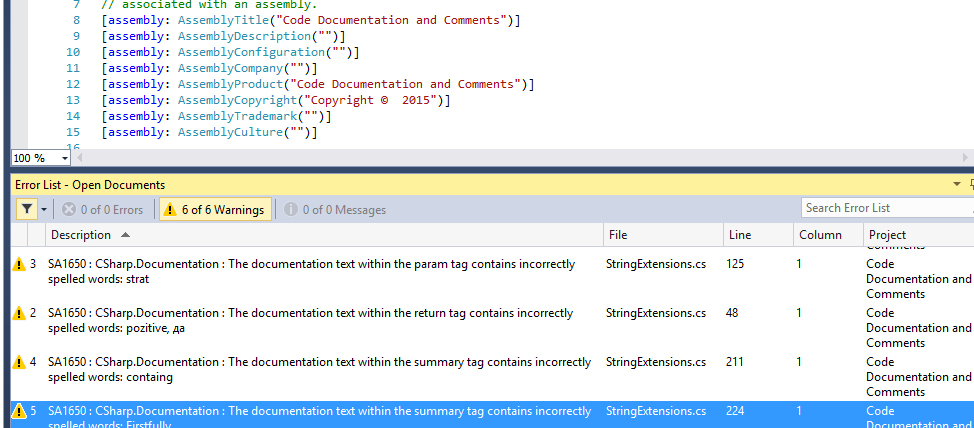 7 // associated with an assembly.
8 [assembly: AssemblyTitle("Code Documentation and Comments")]
9 [assembly: AssemblyDescription("")]
10 [assembly: AssemblyConfiguration("")]
11 [assembly: AssemblyCompany("")]
12 [assembly: AssemblyProduct("Code Documentation and Comments")]
13 [assembly: AssemblyCopyright("Copyright ©  2015")]
14 [assembly: AssemblyTrademark("")]
15 [assembly: AssemblyCulture("")]
16
100 %
Error List - Open Documents
0 of 0 Errors 6 of 6 Warnings 0 of 0 Messages Search Error List
Description File Line Column Project
Comments
3 SA1650 : CSharp.Documentation : The documentation text within the param tag contains incorrectly StringExtensions.cs 125 1 Code
spelled words: strat Documentation and
Comments
2 SA1650 : CSharp.Documentation : The documentation text within the return tag contains incorrectly StringExtensions.cs 48 1 Code
spelled words: pozitive, да Documentation and
Comments
4 SA1650 : CSharp.Documentation : The documentation text within the summary tag contains incorrectly StringExtensions.cs 211 1 Code
spelled words: containg Documentation and
Comments
5 SA1650 : CSharp.Documentation : The documentation text within the summary tag contains incorrectly StringExtensions.cs 224 1 Code
spelled words: Firstfully Documentation and